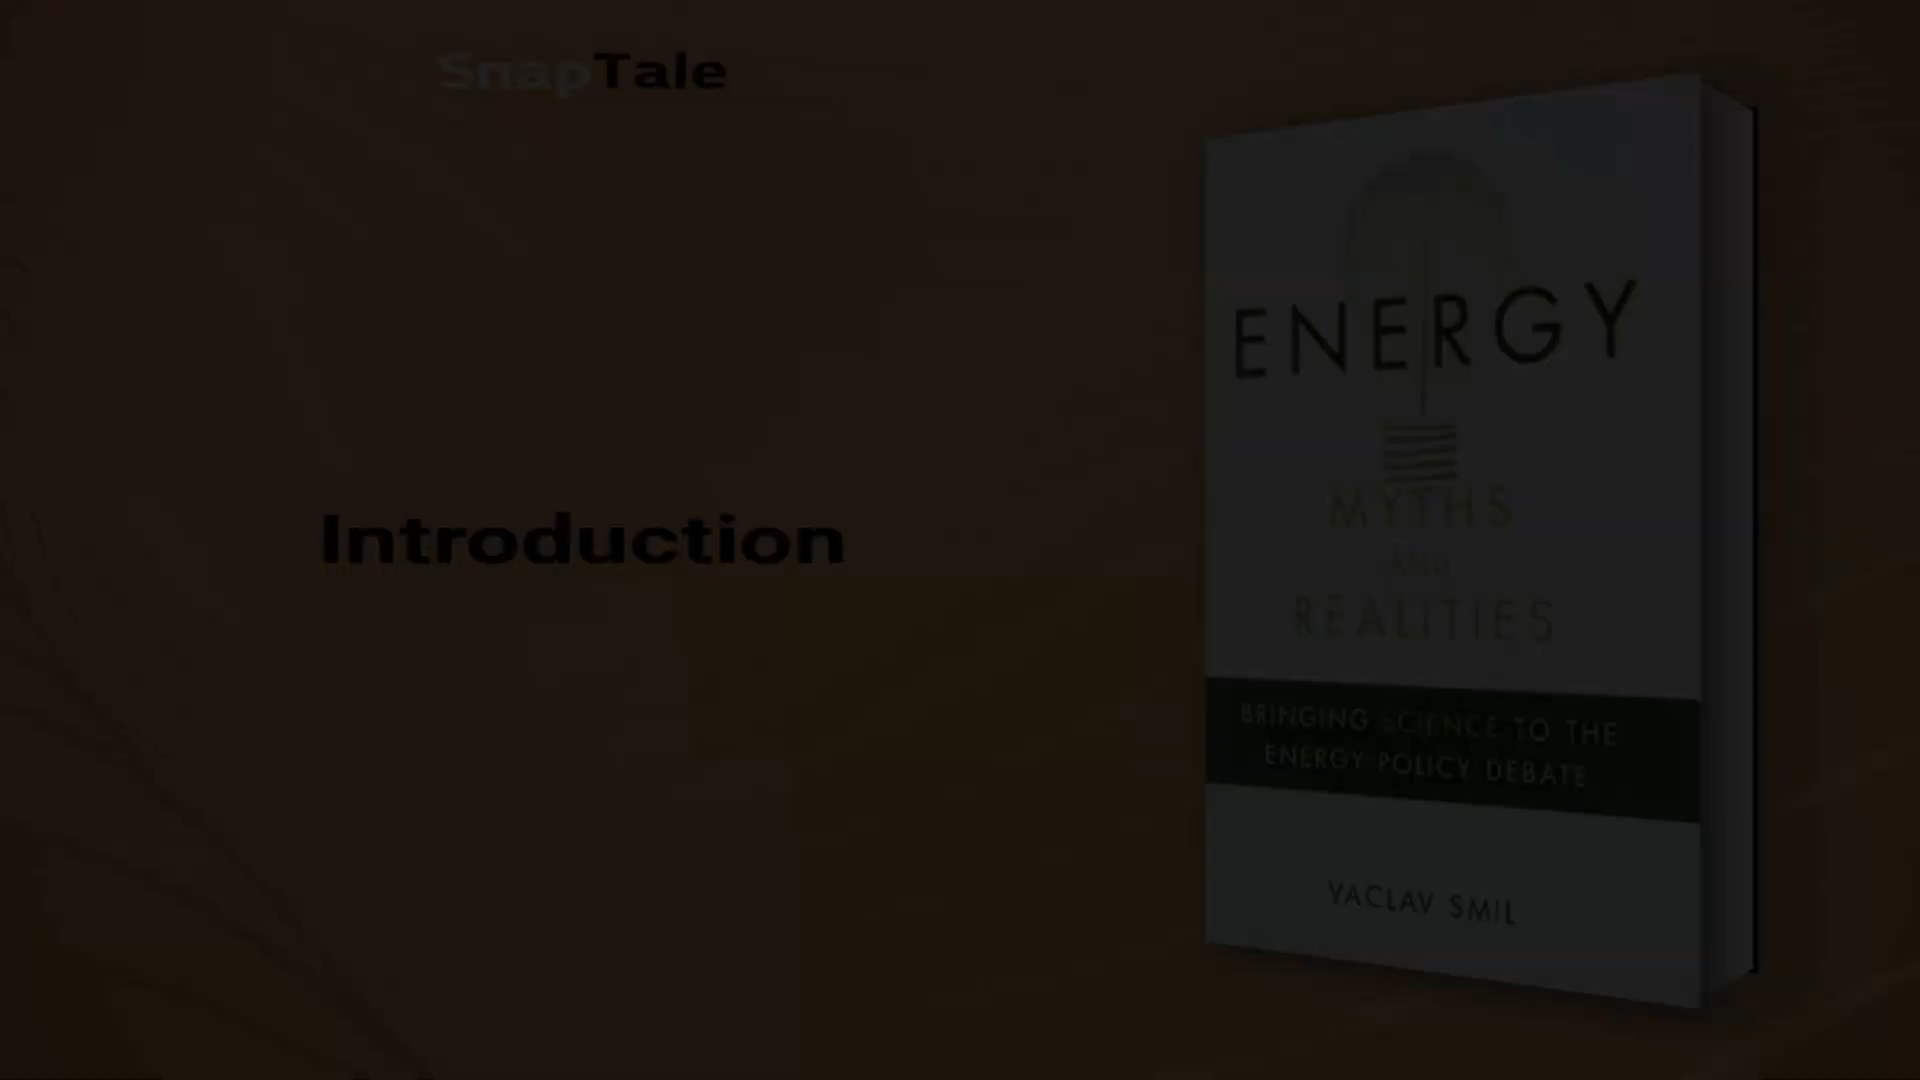 SnapTale
Introduction
ENERGY
MYTHS
AND
REALITIES
BRINGING SCIENCE TO THE
ENERGY POLICY DEBATE
VACLAV SMIL